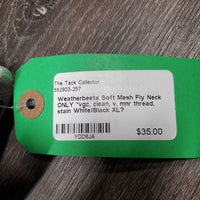 The Tack Collector
552903-257
Weatherbeeta Soft Mesh Fly Neck
ONLY *vgc, clean, v. mnr thread,
stain White/Black XL?
$35.00
YDD6JA